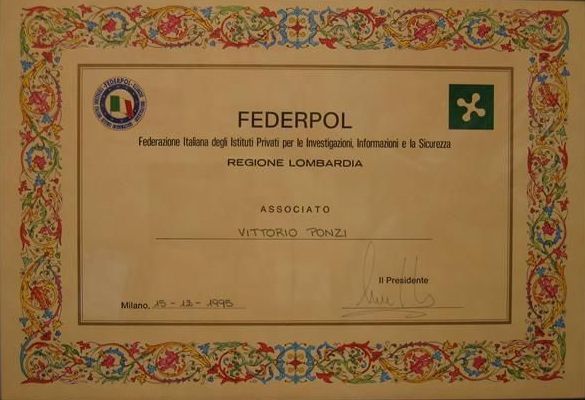 FEDERPOL
FEDERPOL
Federazione Italiana degli Istituti Privati per le Investigazioni, Informazioni e la Sicurezza
REGIONE LOMBARDIA
ASSOCIATO
VITTORIO PONZI
Il Presidente
Milano, 15-12-1995